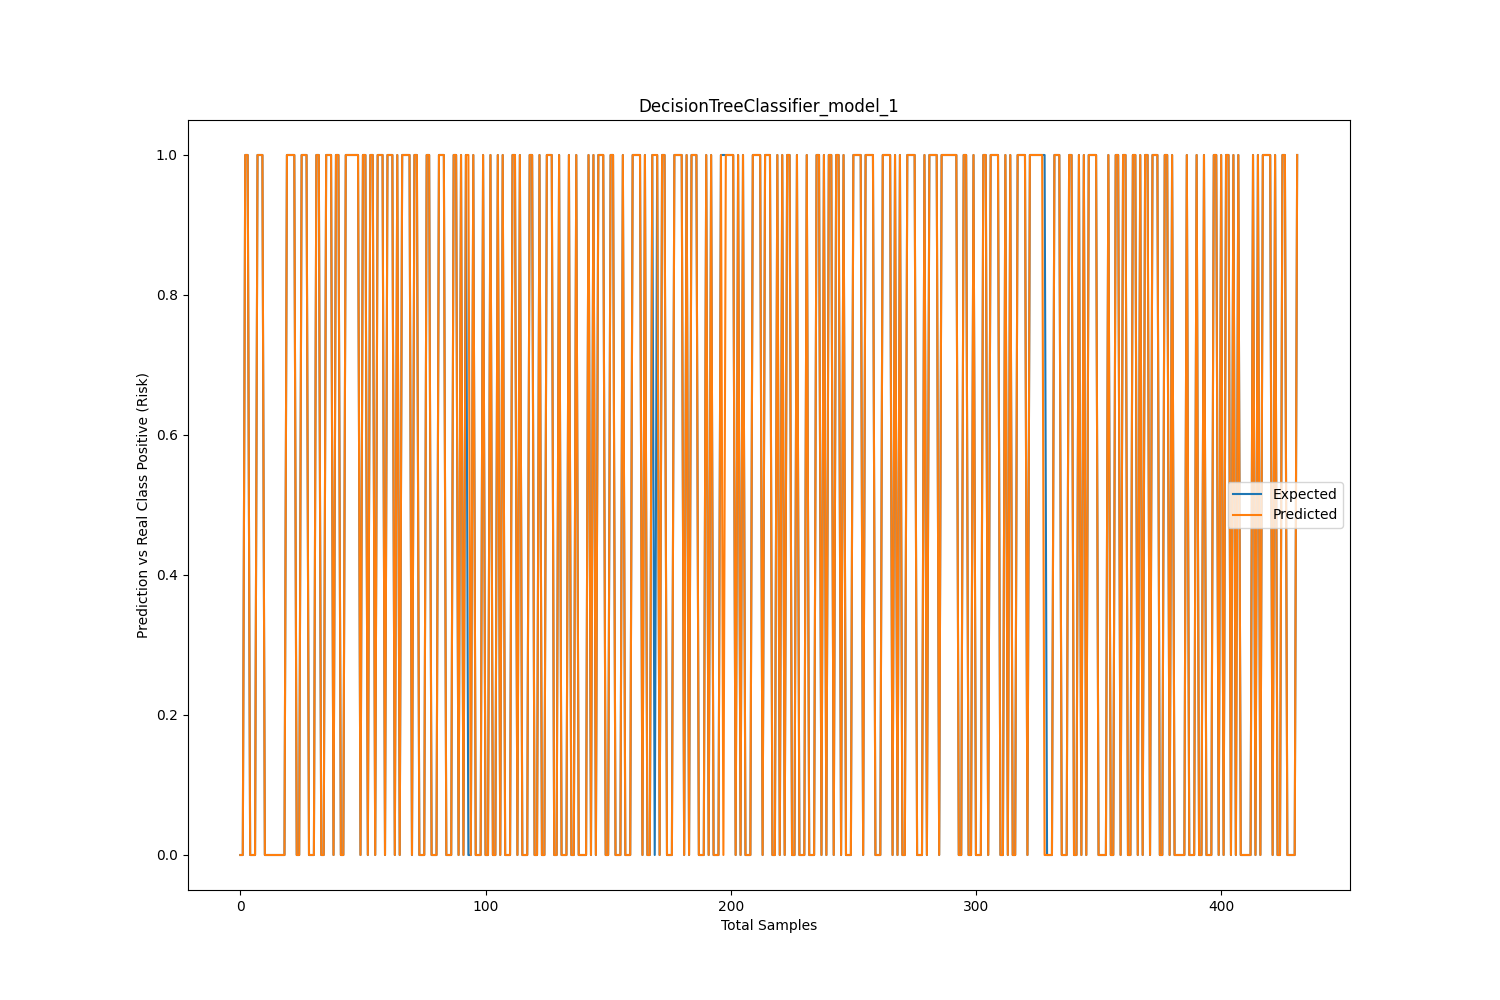 DecisionTreeClassifier_model_1
1.0
0.8
0.6
0.4
0.2
0.0
Prediction vs Real Class Positive (Risk)
Expected
Predicted
0
100
200
300
400
Total Samples